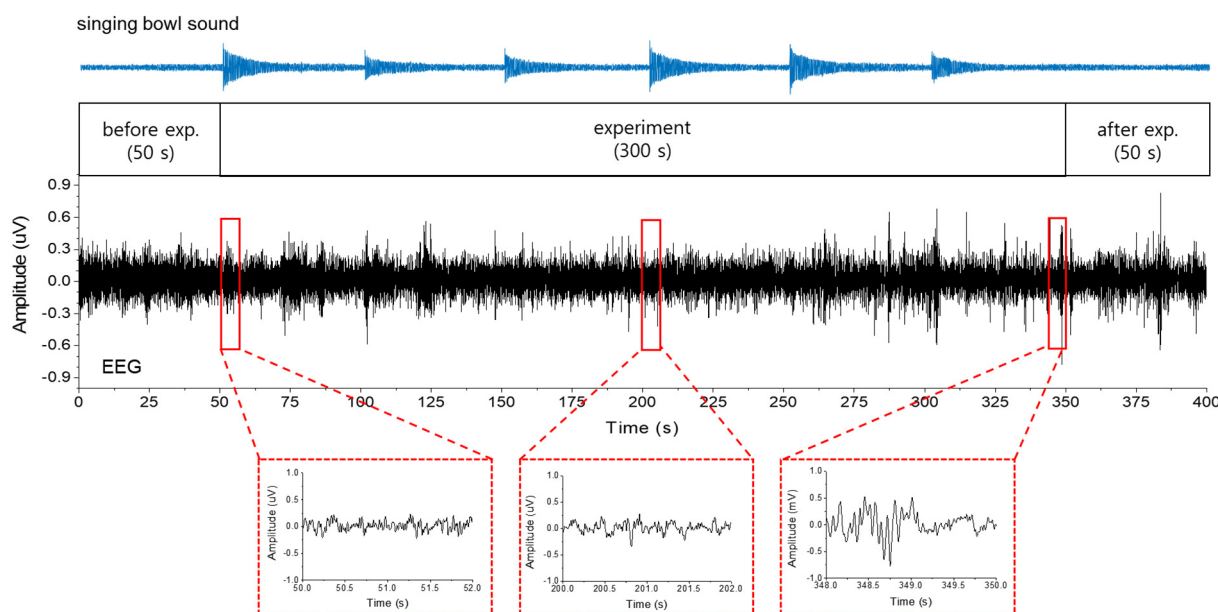 singing bowl sound
before exp.
(50 s)
experiment
(300 s)
after exp.
(50 s)
Amplitude (uV)
0.9
0.6
0.3
0.0
-0.3
-0.6
-0.9
EEG
0 25 50 75 100 125 150 175 200 225 250 275 300 325 350 375 400
Time (s)
Amplitude (uV)
1.0
0.5
0.0
-0.5
-1.0
50.0 50.5 51.0 51.5 52.0
Time (s)
Amplitude (uV)
1.0
0.5
0.0
-0.5
-1.0
200.0 200.5 201.0 201.5 202.0
Time (s)
Amplitude (mV)
1.0
0.5
0.0
-0.5
-1.0
348.0 348.5 349.0 349.5 350.0
Time (s)